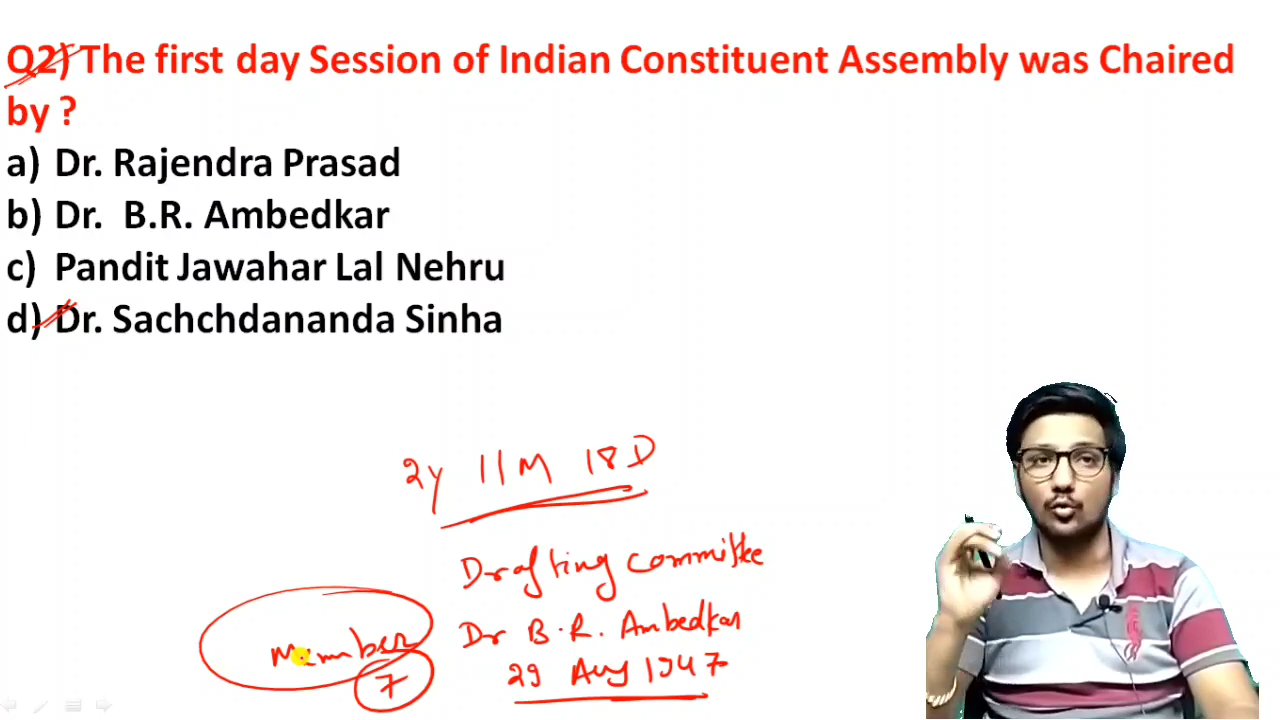 Q2) The first day Session of Indian Constituent Assembly was Chaired
by ?
a) Dr. Rajendra Prasad
b) Dr. B.R. Ambedkar
c) Pandit Jawahar Lal Nehru
d) Dr. Sachchdananda Sinha
2y 11M 18D
Drafting committee
Dr B.R. Ambedkar
member
29 Aug 1947
7